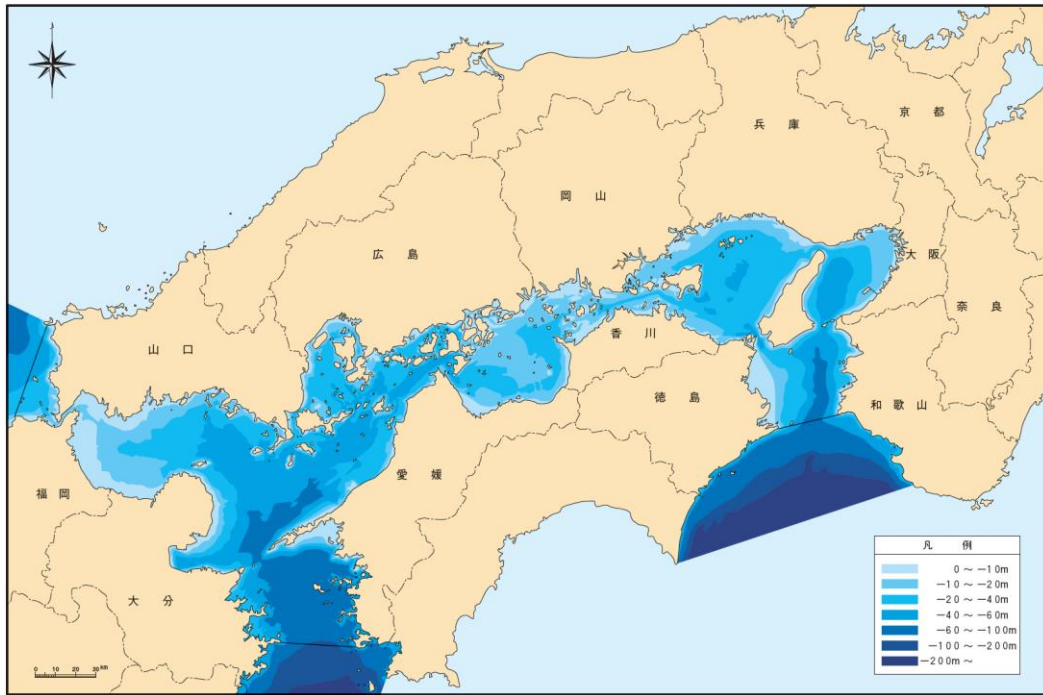 京都
兵庫
岡山
大阪
広島
奈良
香川
山口
徳島
和歌山
愛媛
福岡
大分
凡例
0～－10m
－10～－20m
－20～－40m
－40～－60m
－60～－100m
－100～－200m
－200m～
0 10 20 30 km